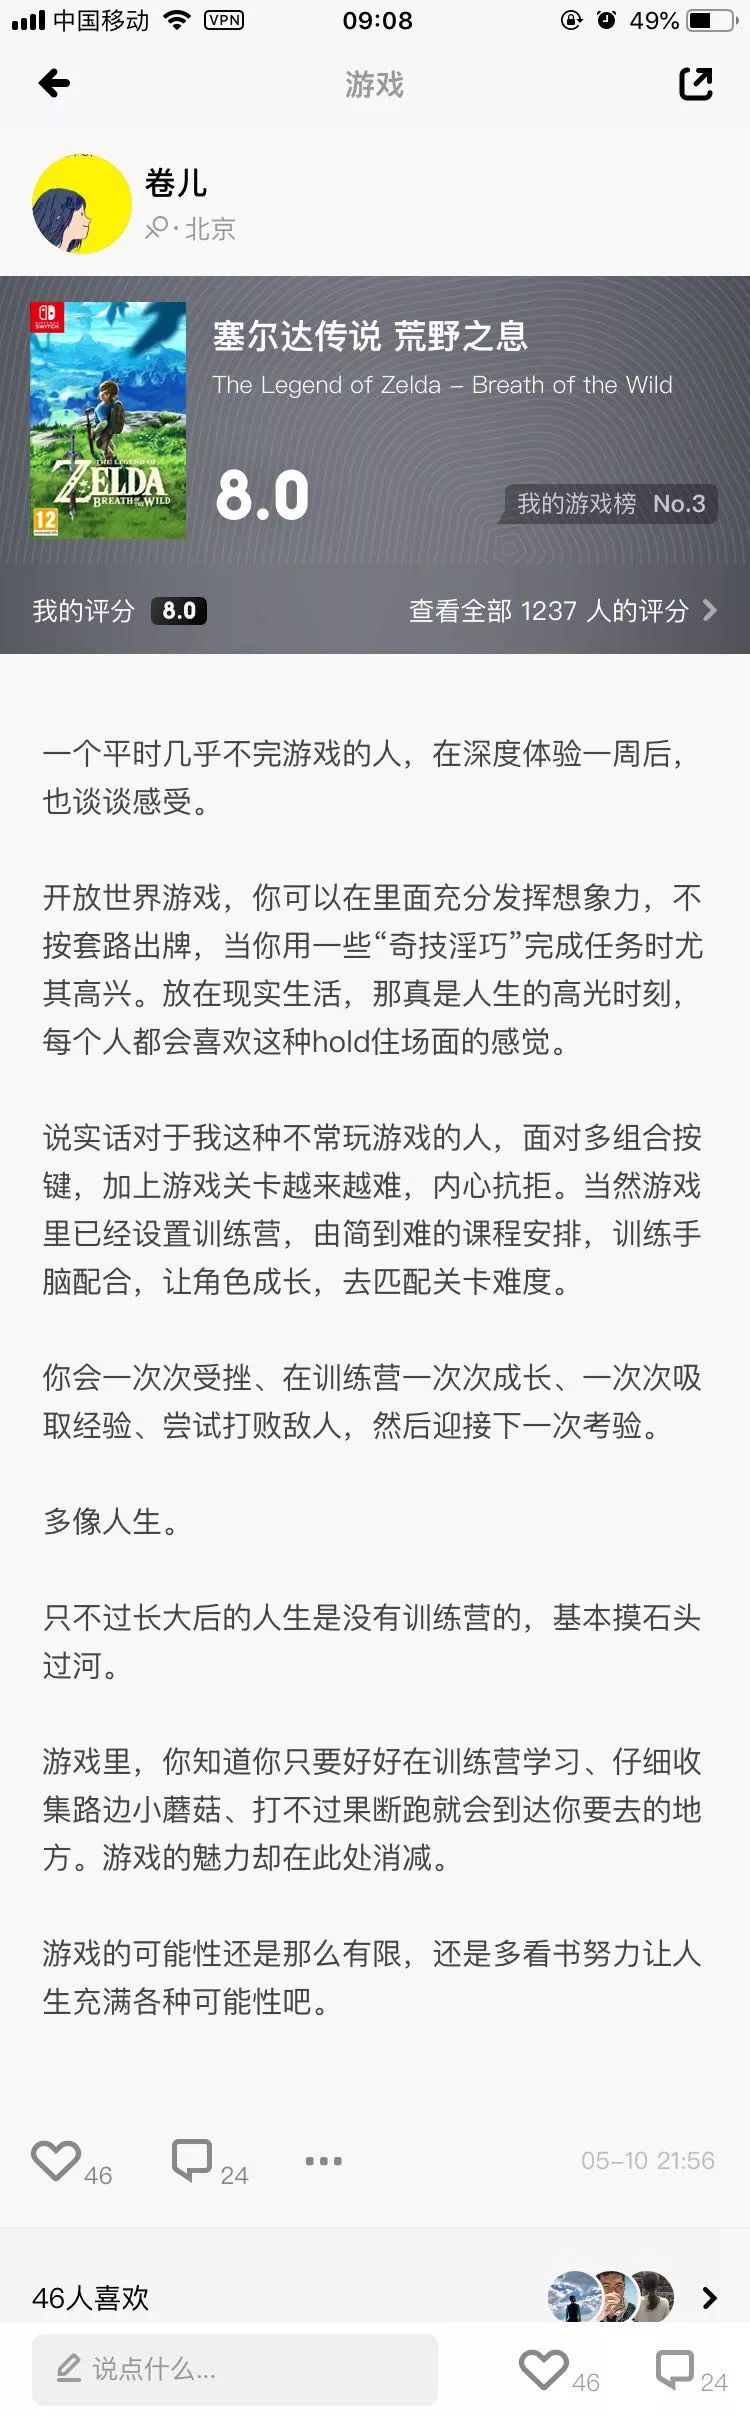 中国移动 VPN 09:08 49%
游戏
卷儿
北京
NINTENDO
SWITCH
THE LEGEND OF
ZELDA
BREATH OF THE WILD
12
塞尔达传说 荒野之息
The Legend of Zelda – Breath of the Wild
8.0
我的游戏榜 No.3
我的评分 8.0
查看全部 1237 人的评分
一个平时几乎不完游戏的人，在深度体验一周后，
也谈谈感受。
开放世界游戏，你可以在里面充分发挥想象力，不
按套路出牌，当你用一些“奇技淫巧”完成任务时尤
其高兴。放在现实生活，那真是人生的高光时刻，
每个人都会喜欢这种hold住场面的感觉。
说实话对于我这种不常玩游戏的人，面对多组合按
键，加上游戏关卡越来越难，内心抗拒。当然游戏
里已经设置训练营，由简到难的课程安排，训练手
脑配合，让角色成长，去匹配关卡难度。
你会一次次受挫、在训练营一次次成长、一次次吸
取经验、尝试打败敌人，然后迎接下一次考验。
多像人生。
只不过长大后的人生是没有训练营的，基本摸石头
过河。
游戏里，你知道你只要好好在训练营学习、仔细收
集路边小蘑菇、打不过果断跑就会到达你要去的地
方。游戏的魅力却在此处消减。
游戏的可能性还是那么有限，还是多看书努力让人
生充满各种可能性吧。
46 24 05-10 21:56
46人喜欢
说点什么... 46 24